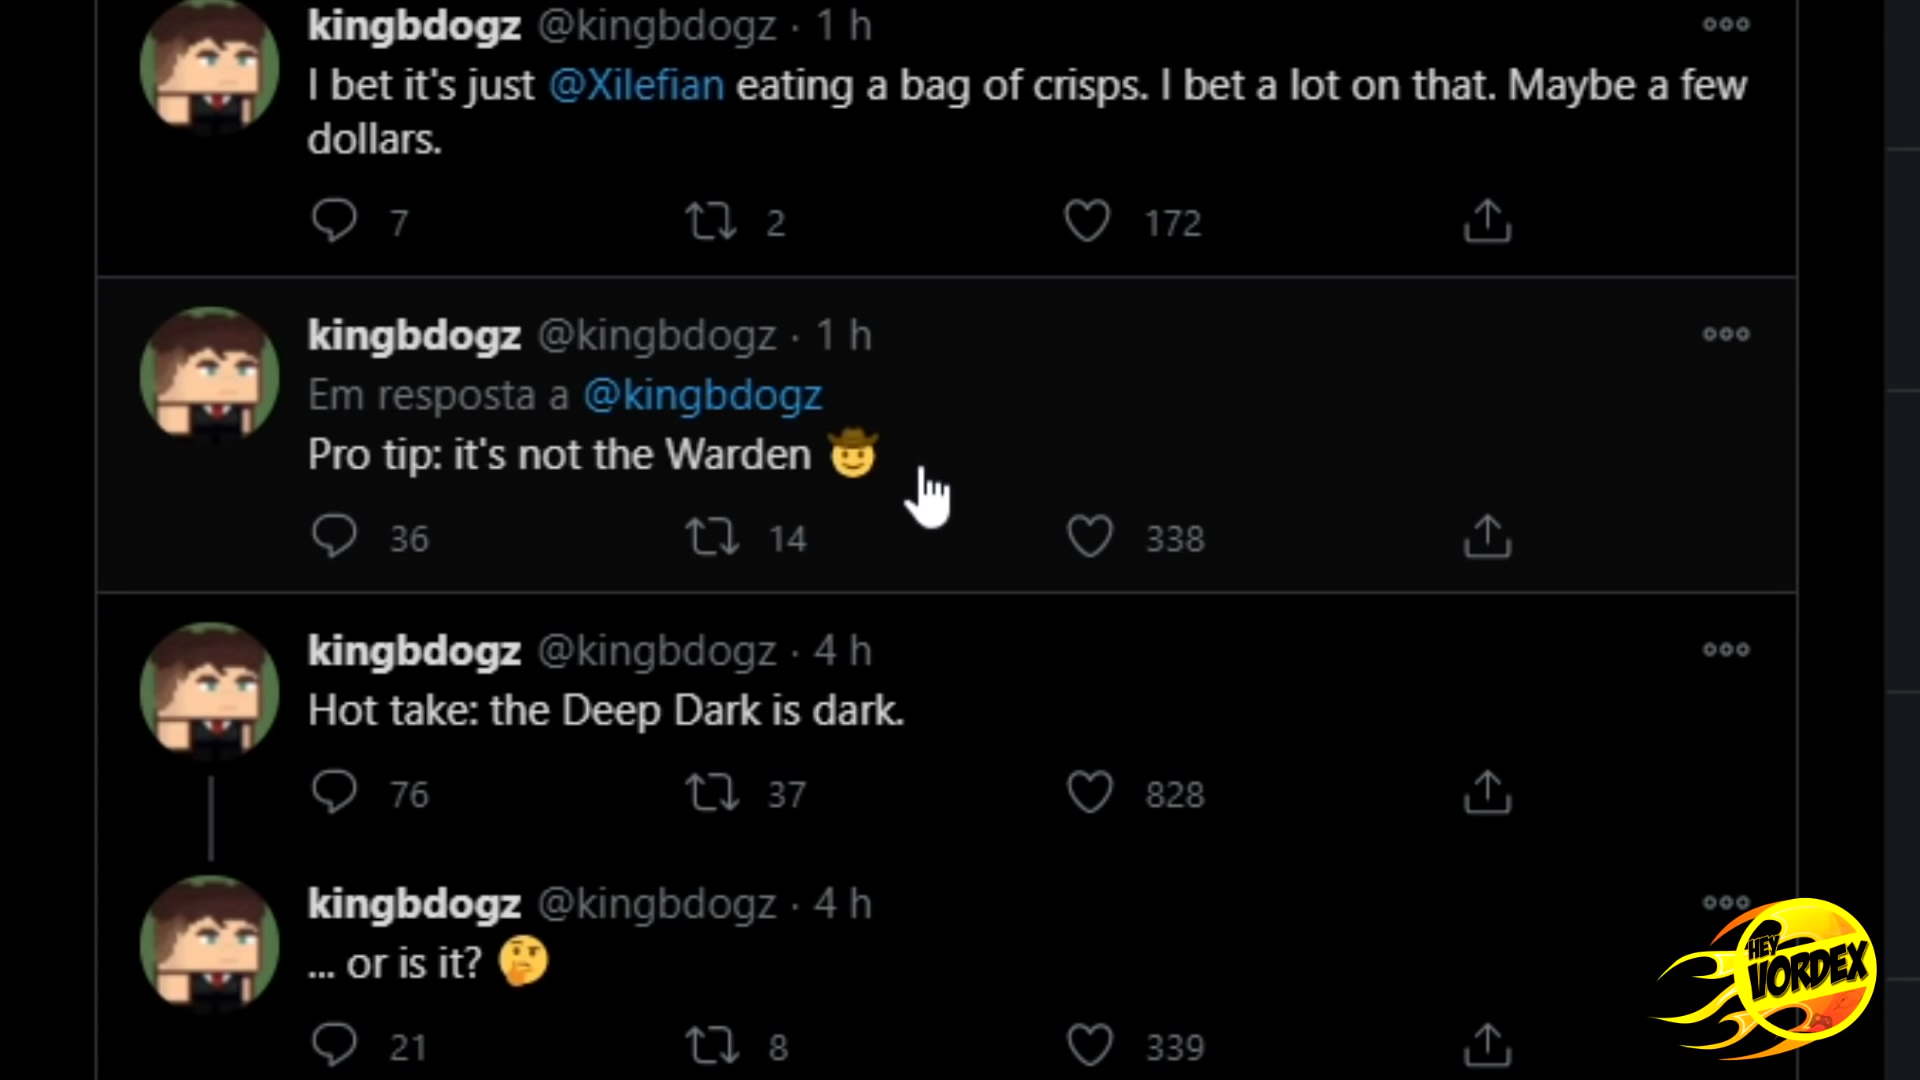 kingbdogz @kingbdogz · 1 h
I bet it's just @Xilefian eating a bag of crisps. I bet a lot on that. Maybe a few
dollars.
7 2 172
kingbdogz @kingbdogz · 1 h
Em resposta a @kingbdogz
Pro tip: it's not the Warden 🤠
36 14 338
kingbdogz @kingbdogz · 4 h
Hot take: the Deep Dark is dark.
76 37 828
kingbdogz @kingbdogz · 4 h
... or is it? 🤔
21 8 339
HEY
VORDEX